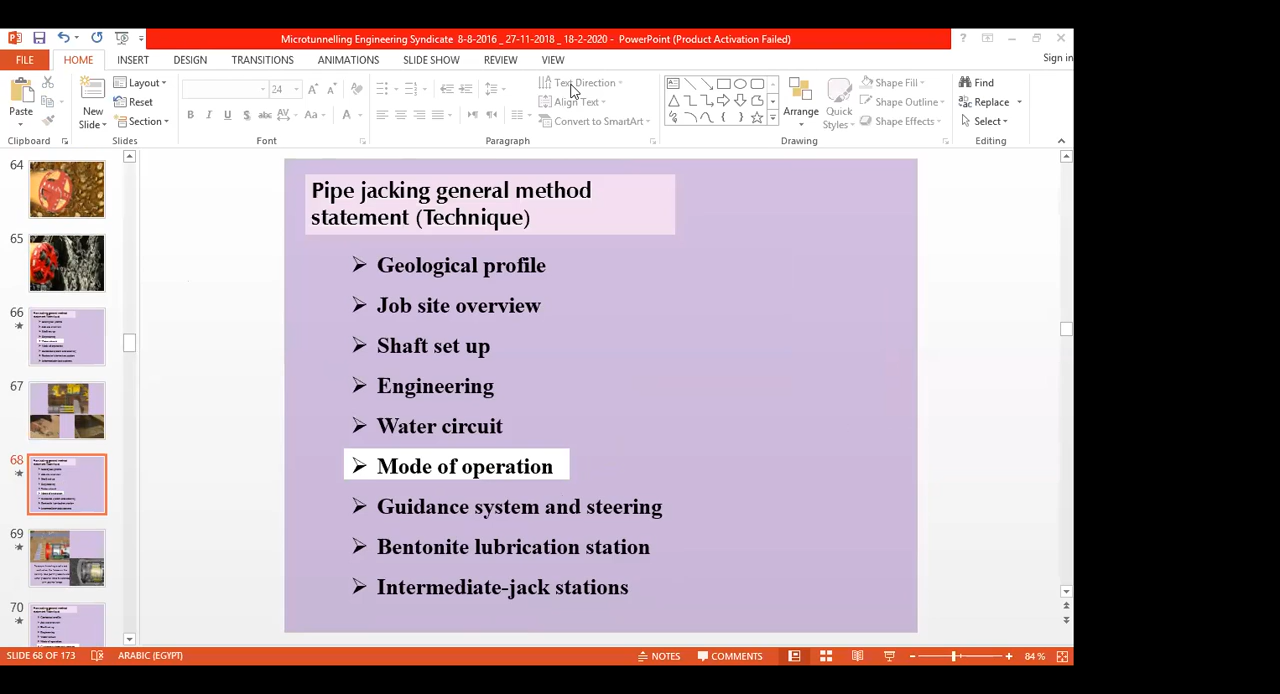 Microtunnelling Engineering Syndicate 8-8-2016 _ 27-11-2018 _ 18-2-2020 - PowerPoint (Product Activation Failed)
FILE HOME INSERT DESIGN TRANSITIONS ANIMATIONS SLIDE SHOW REVIEW VIEW Sign in
Paste
New
Slide
Layout
Reset
Section
24
B I U S abc AV Aa A
Text Direction
Align Text
Convert to SmartArt
Arrange
Quick
Styles
Shape Fill
Shape Outline
Shape Effects
Find
Replace
Select
Clipboard Slides Font Paragraph Drawing Editing
64
65
66
67
68
69
70
Pipe jacking general method
statement (Technique)
➢ Geological profile
➢ Job site overview
➢ Shaft set up
➢ Engineering
➢ Water circuit
➢ Mode of operation
➢ Guidance system and steering
➢ Bentonite lubrication station
➢ Intermediate-jack stations
SLIDE 68 OF 173 ARABIC (EGYPT) NOTES COMMENTS 84 %